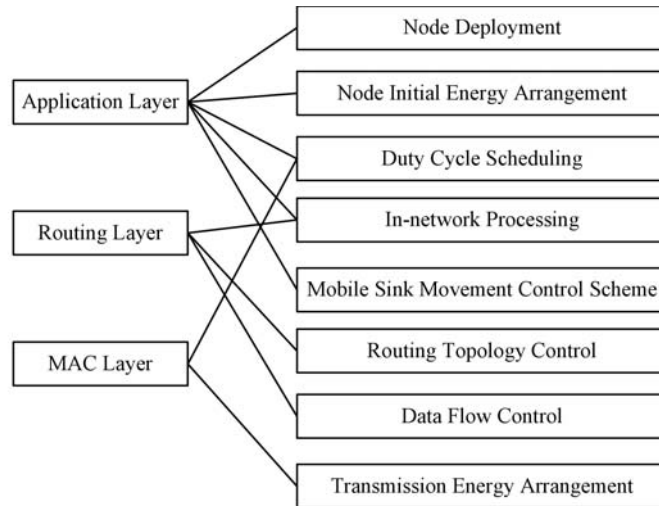 Application Layer
Routing Layer
MAC Layer
Node Deployment
Node Initial Energy Arrangement
Duty Cycle Scheduling
In-network Processing
Mobile Sink Movement Control Scheme
Routing Topology Control
Data Flow Control
Transmission Energy Arrangement